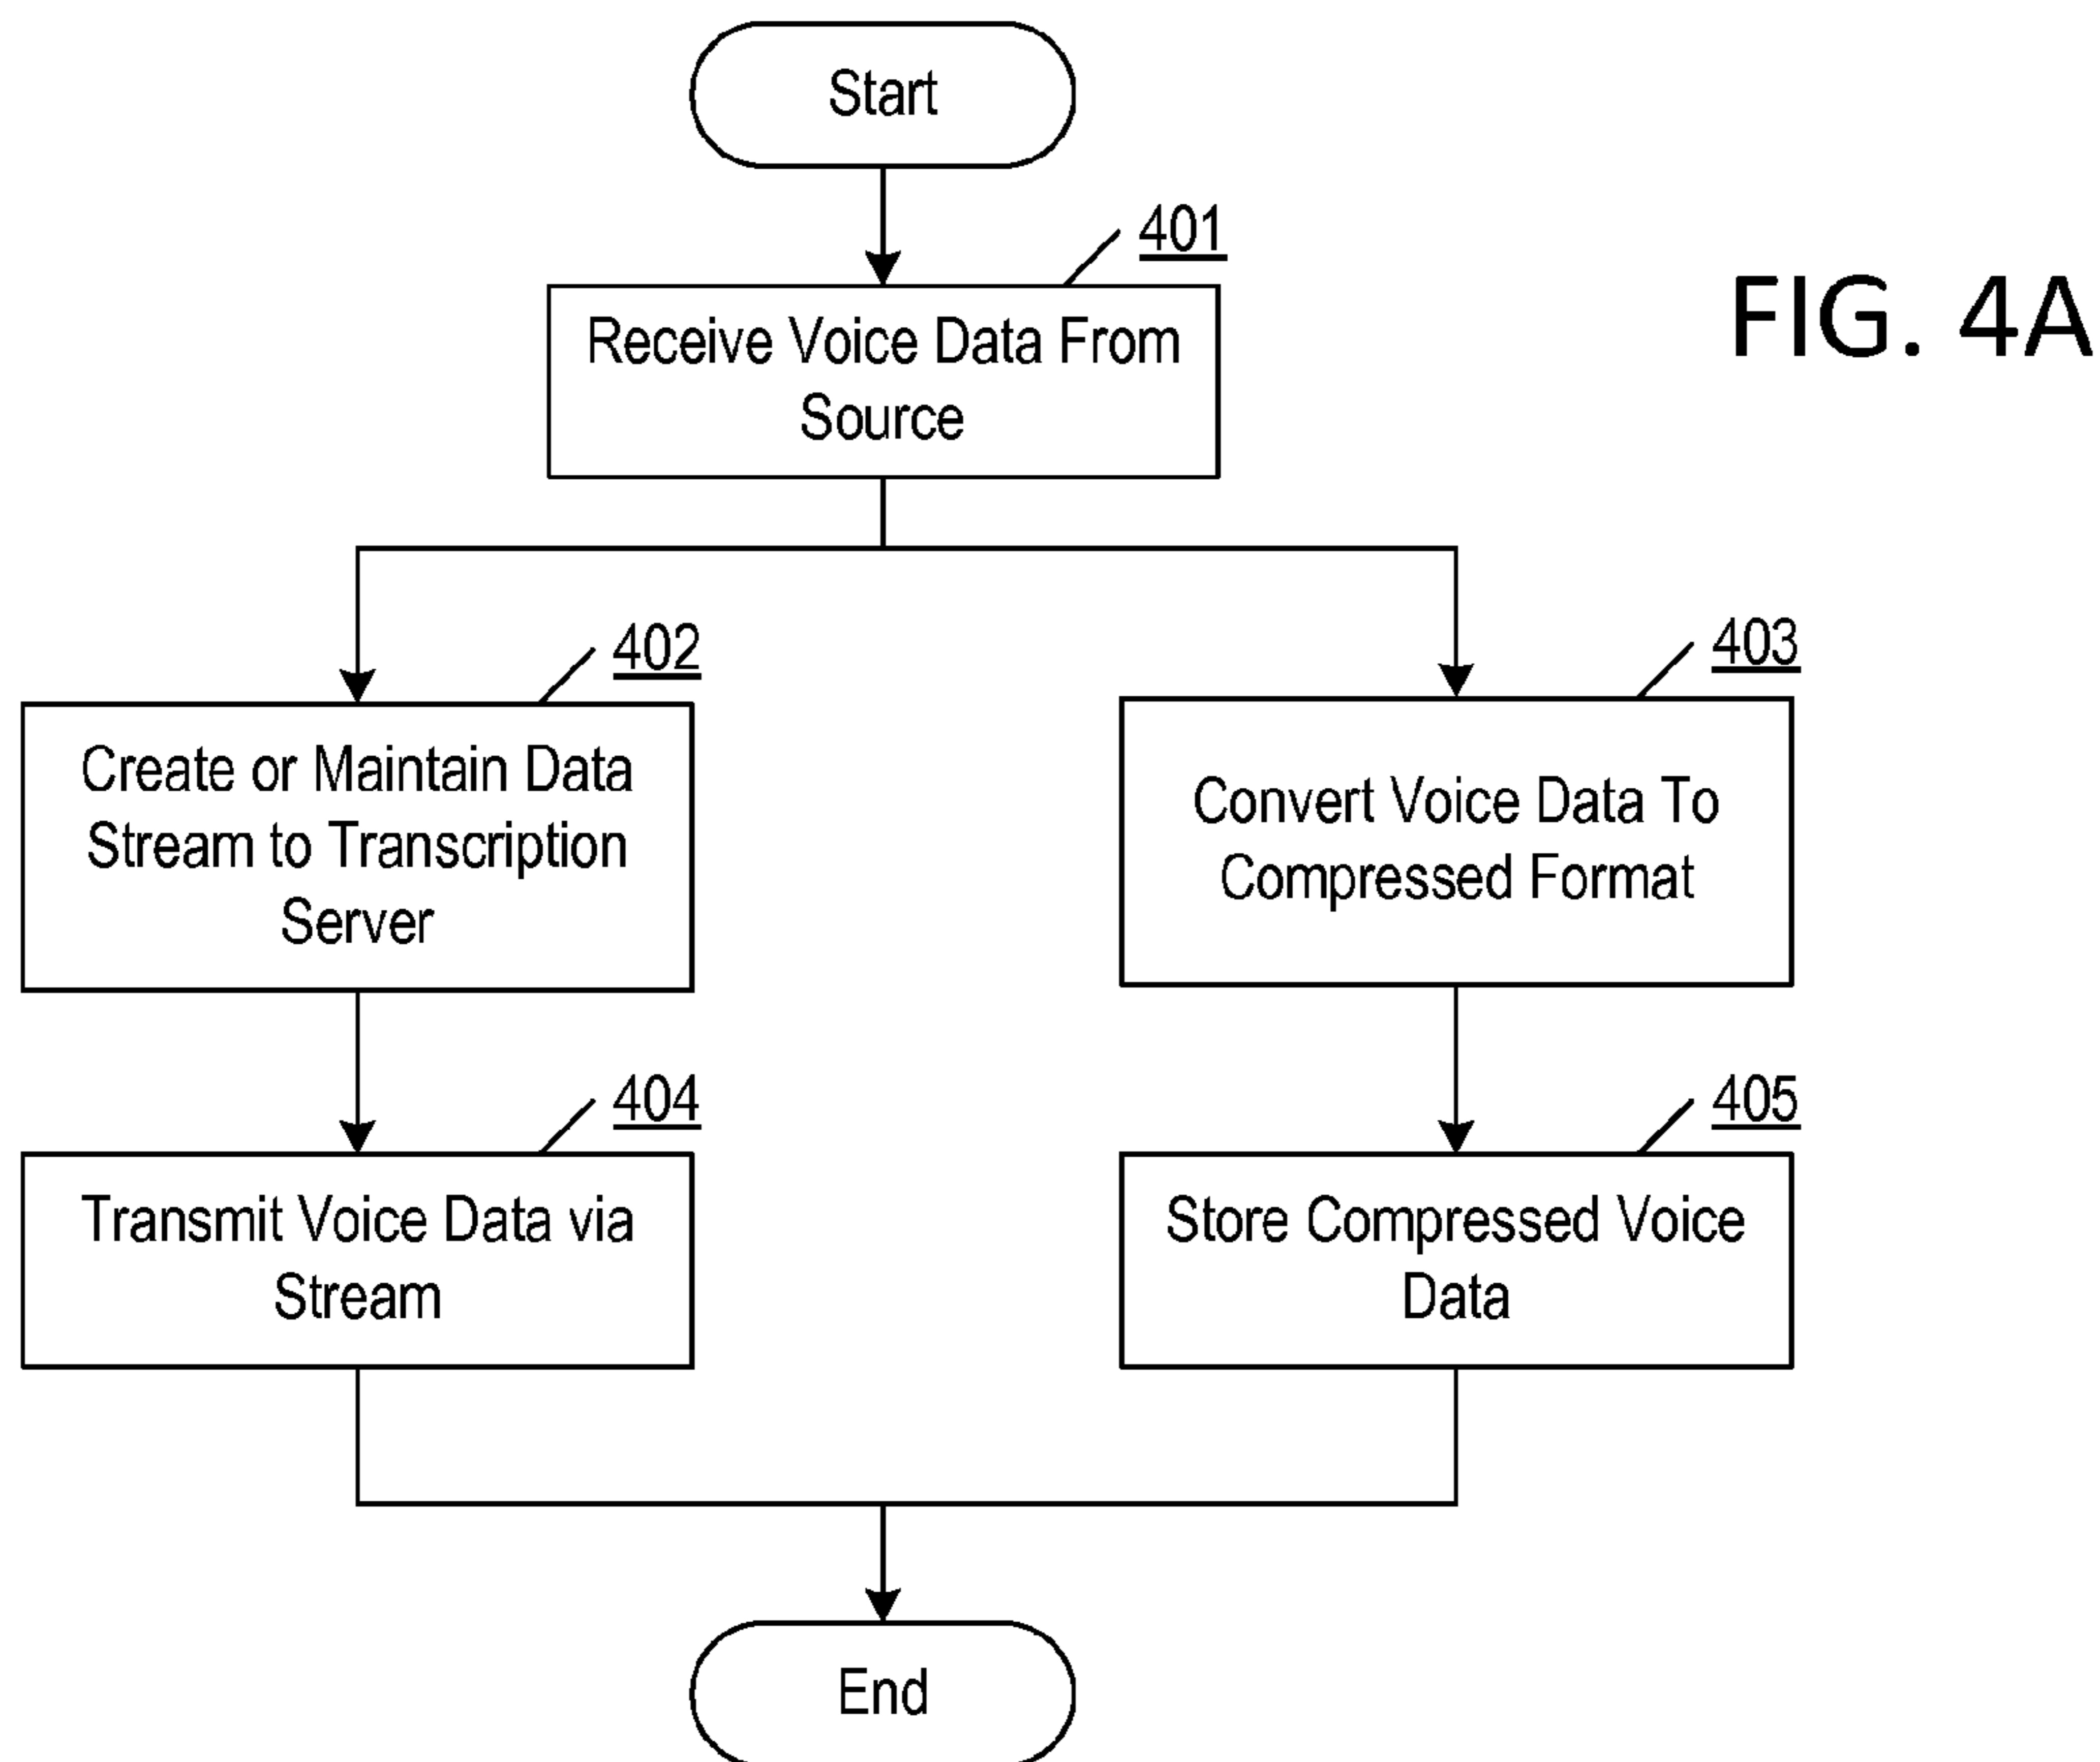 Start
401
FIG. 4A
Receive Voice Data From
Source
402
403
Create or Maintain Data
Stream to Transcription
Server
Convert Voice Data To
Compressed Format
404
405
Transmit Voice Data via
Stream
Store Compressed Voice
Data
End